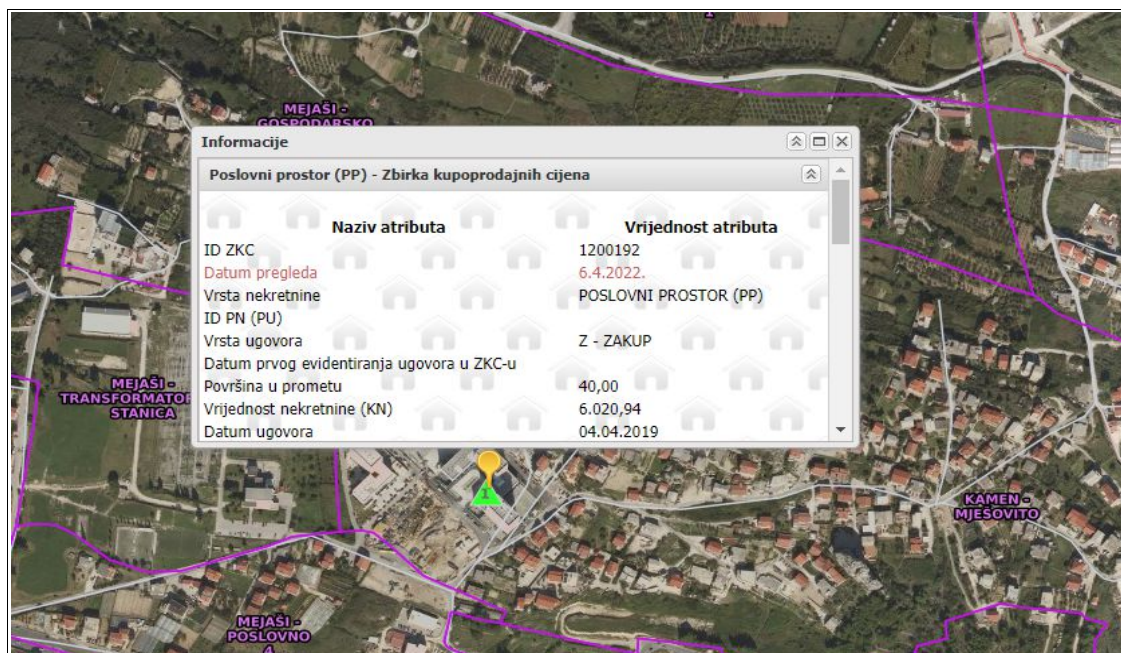 1
MEJAŠI -
GOSPODARSKO
Informacije
Poslovni prostor (PP) - Zbirka kupoprodajnih cijena
Naziv atributa Vrijednost atributa
ID ZKC 1200192
Datum pregleda 6.4.2022.
Vrsta nekretnine POSLOVNI PROSTOR (PP)
ID PN (PU)
Vrsta ugovora Z - ZAKUP
Datum prvog evidentiranja ugovora u ZKC-u
Površina u prometu 40,00
Vrijednost nekretnine (KN) 6.020,94
Datum ugovora 04.04.2019
MEJAŠI -
STANICA
1
KAMEN -
MJEŠOVITO
MEJAŠI -
POSLOVNO
4